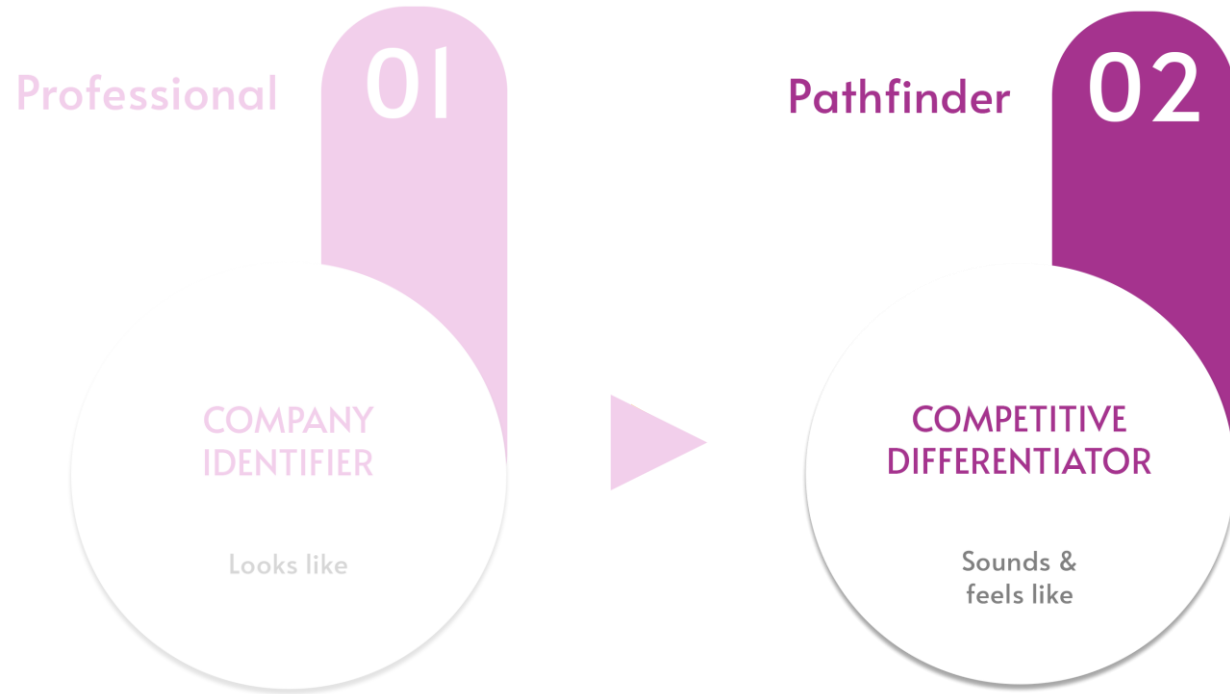 Professional
01
COMPANY
IDENTIFIER
Looks like
Pathfinder
02
COMPETITIVE
DIFFERENTIATOR
Sounds &
feels like